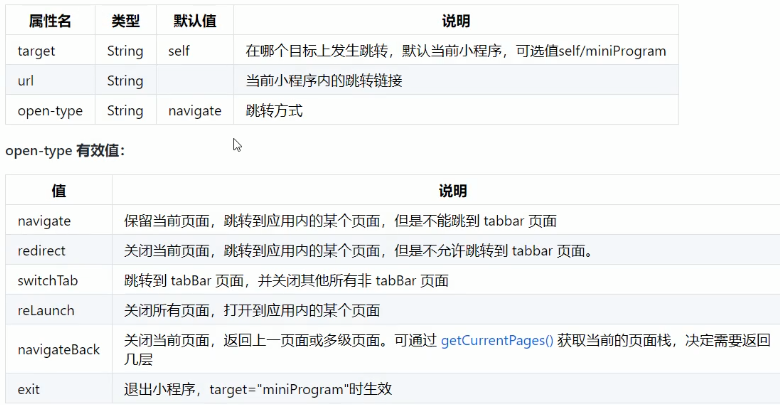 属性名 类型 默认值 说明
target String self 在哪个目标上发生跳转，默认当前小程序，可选值self/miniProgram
url String 当前小程序内的跳转链接
open-type String navigate 跳转方式
open-type 有效值：
值 说明
navigate 保留当前页面，跳转到应用内的某个页面，但是不能跳到 tabbar 页面
redirect 关闭当前页面，跳转到应用内的某个页面，但是不允许跳转到 tabbar 页面。
switchTab 跳转到 tabBar 页面，并关闭其他所有非 tabBar 页面
reLaunch 关闭所有页面，打开到应用内的某个页面
navigateBack 关闭当前页面，返回上一页面或多级页面。可通过 getCurrentPages() 获取当前的页面栈，决定需要返回
几层
exit 退出小程序，target="miniProgram"时生效